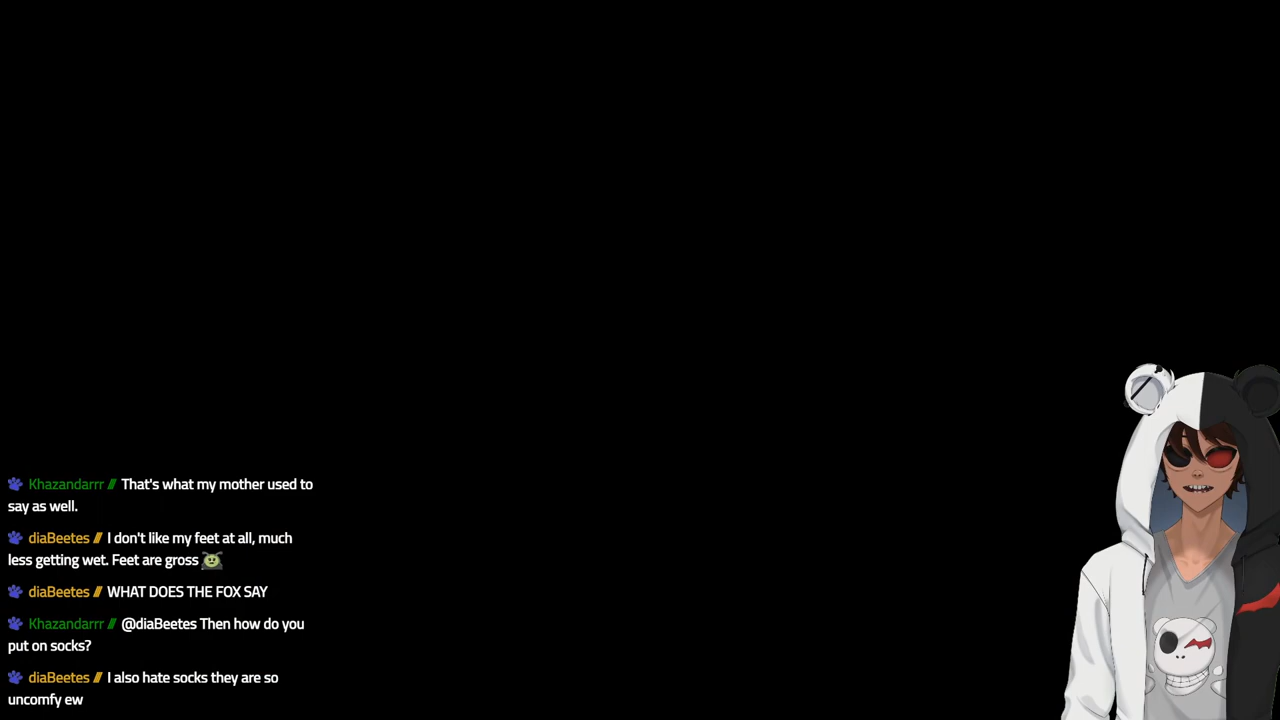 Khazandarrr // That's what my mother used to
say as well.
diaBeetes // I don't like my feet at all, much
less getting wet. Feet are gross
diaBeetes // WHAT DOES THE FOX SAY
Khazandarrr // @diaBeetes Then how do you
put on socks?
diaBeetes // I also hate socks they are so
uncomfy ew